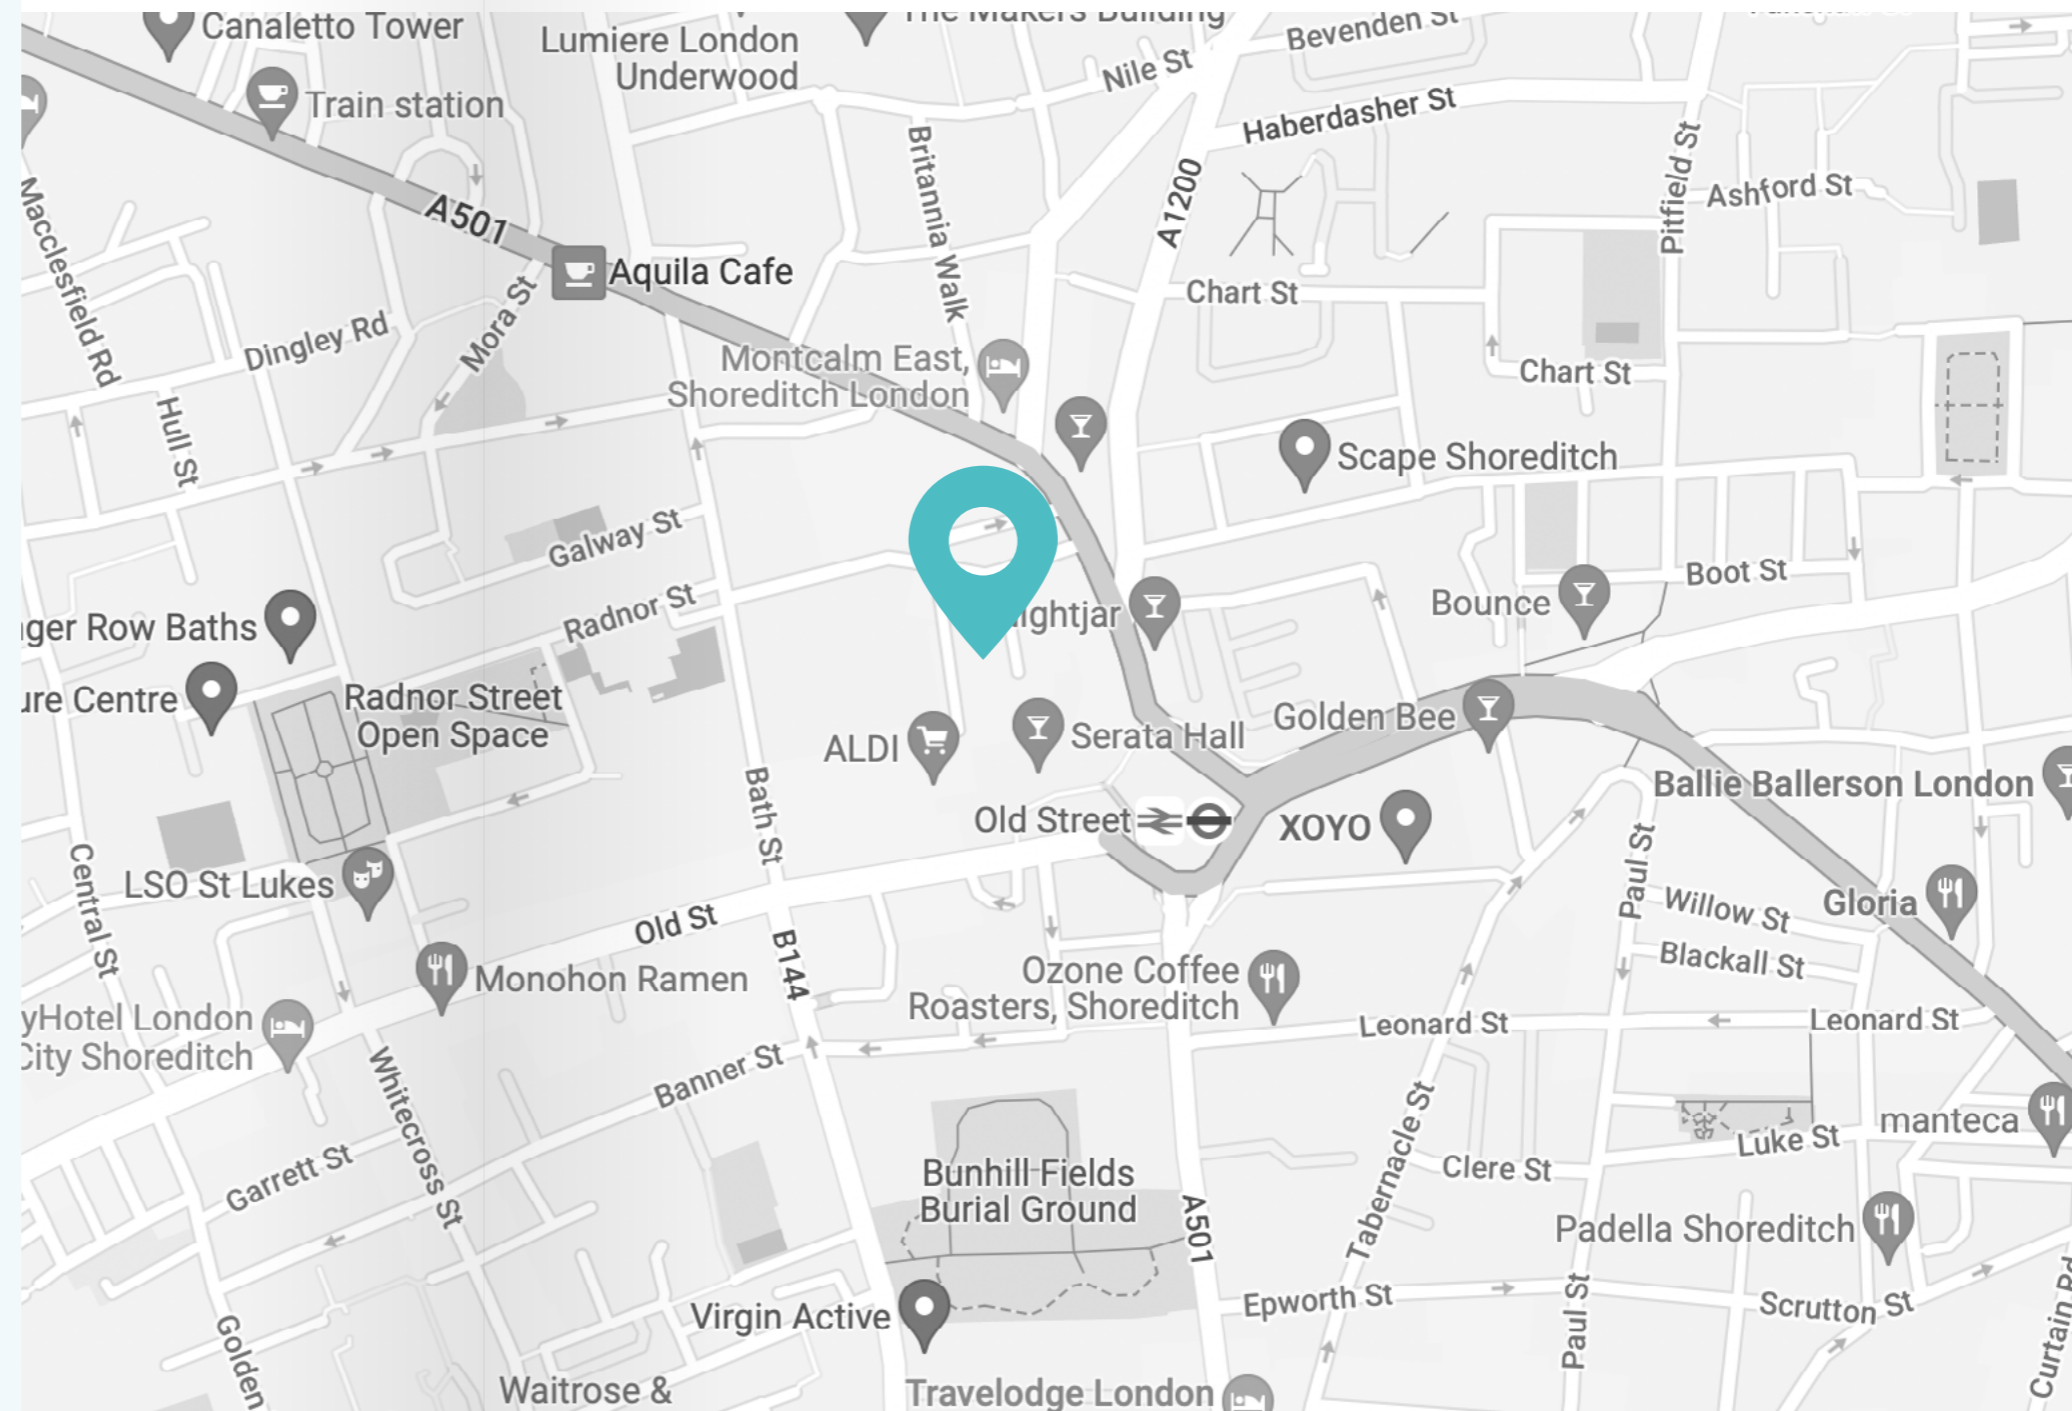 Canaletto Tower
Lumiere London
Underwood
The Makers Building
Bevenden St
Nile St
Train station
Haberdasher St
Britannia Walk
Pitfield St
Ashford St
A1200
A501
Macclesfield Rd
Aquila Cafe
Mora St
Chart St
Dingley Rd
Montcalm East,
Shoreditch London
Chart St
Hull St
Scape Shoreditch
Galway St
Boot St
Bounce
Radnor St
Row Baths
Centre
Radnor Street
Open Space
Golden Bee
Serata Hall
ALDI
Bath St
Ballie Ballerson London
Old Street
XOYO
Paul St
Central St
LSO St Lukes
Willow St
Gloria
Old St
Blackall St
B144
Monohon Ramen
Ozone Coffee
Roasters, Shoreditch
Hotel London
City Shoreditch
Leonard St
Leonard St
Banner St
Whitecross St
Tabernacle St
manteca
Luke St
Clere St
Garrett St
Bunhill Fields
Burial Ground
A501
Padella Shoreditch
Epworth St
Paul St
Scrutton St
Curtain Rd
Virgin Active
Golden
Waitrose &
Travelodge London